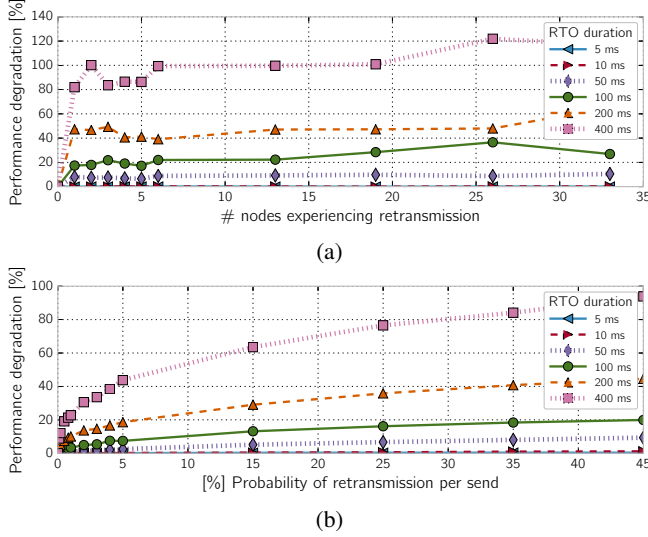 Performance degradation [%]
140
120
100
80
60
40
20
0
0 5 10 15 20 25 30 35
# nodes experiencing retransmission
RTO duration
5 ms
10 ms
50 ms
100 ms
200 ms
400 ms
(a)
Performance degradation [%]
100
80
60
40
20
0
0 5 10 15 20 25 30 35 40 45
[%] Probability of retransmission per send
RTO duration
5 ms
10 ms
50 ms
100 ms
200 ms
400 ms
(b)